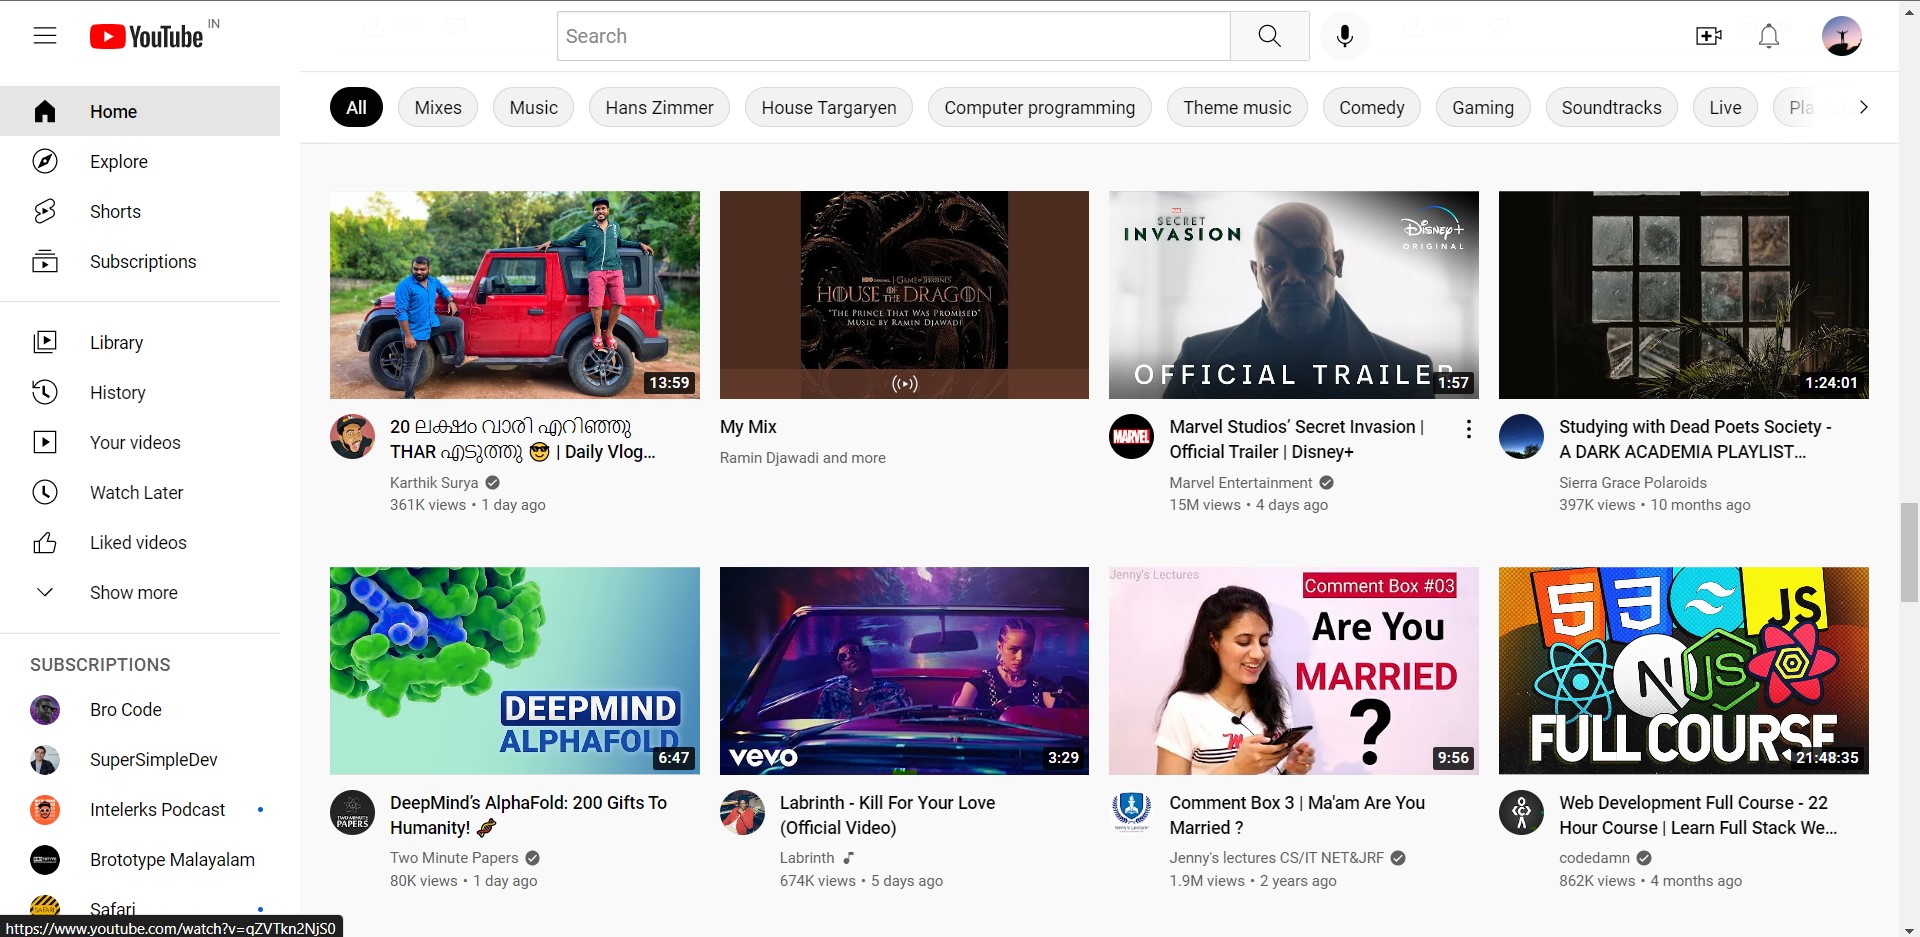 YouTube IN
Search
Home
Explore
Shorts
Subscriptions
Library
History
Your videos
Watch Later
Liked videos
Show more
SUBSCRIPTIONS
Bro Code
SuperSimpleDev
Intelerks Podcast
Brototype Malayalam
Safari
https://www.youtube.com/watch?v=qZVTkn2NjS0
All Mixes Music Hans Zimmer House Targaryen Computer programming Theme music Comedy Gaming Soundtracks Live
13:59
20 ലക്ഷം വാരി എറിഞ്ഞു
THAR എടുത്തു 😎 | Daily Vlog...
Karthik Surya
361K views • 1 day ago
HBO ORIGINAL | GAME OF THRONES
HOUSE OF THE DRAGON
"THE PRINCE THAT WAS PROMISED"
MUSIC BY RAMIN DJAWADI
My Mix
Ramin Djawadi and more
SECRET
INVASION
Disney+
ORIGINAL
OFFICIAL TRAILER
1:57
MARVEL
Marvel Studios' Secret Invasion |
Official Trailer | Disney+
Marvel Entertainment
15M views • 4 days ago
1:24:01
Studying with Dead Poets Society -
A DARK ACADEMIA PLAYLIST...
Sierra Grace Polaroids
397K views • 10 months ago
DEEPMIND
ALPHAFOLD
6:47
TWO MINUTE
PAPERS
DeepMind's AlphaFold: 200 Gifts To
Humanity! 🍬
Two Minute Papers
80K views • 1 day ago
vevo
3:29
Labrinth - Kill For Your Love
(Official Video)
Labrinth
674K views • 5 days ago
Jenny's Lectures
Comment Box #03
Are You
MARRIED
?
9:56
Comment Box 3 | Ma'am Are You
Married ?
Jenny's lectures CS/IT NET&JRF
1.9M views • 2 years ago
JS
N JS
FULL COURSE
21:48:35
Web Development Full Course - 22
Hour Course | Learn Full Stack We...
codedamn
862K views • 4 months ago